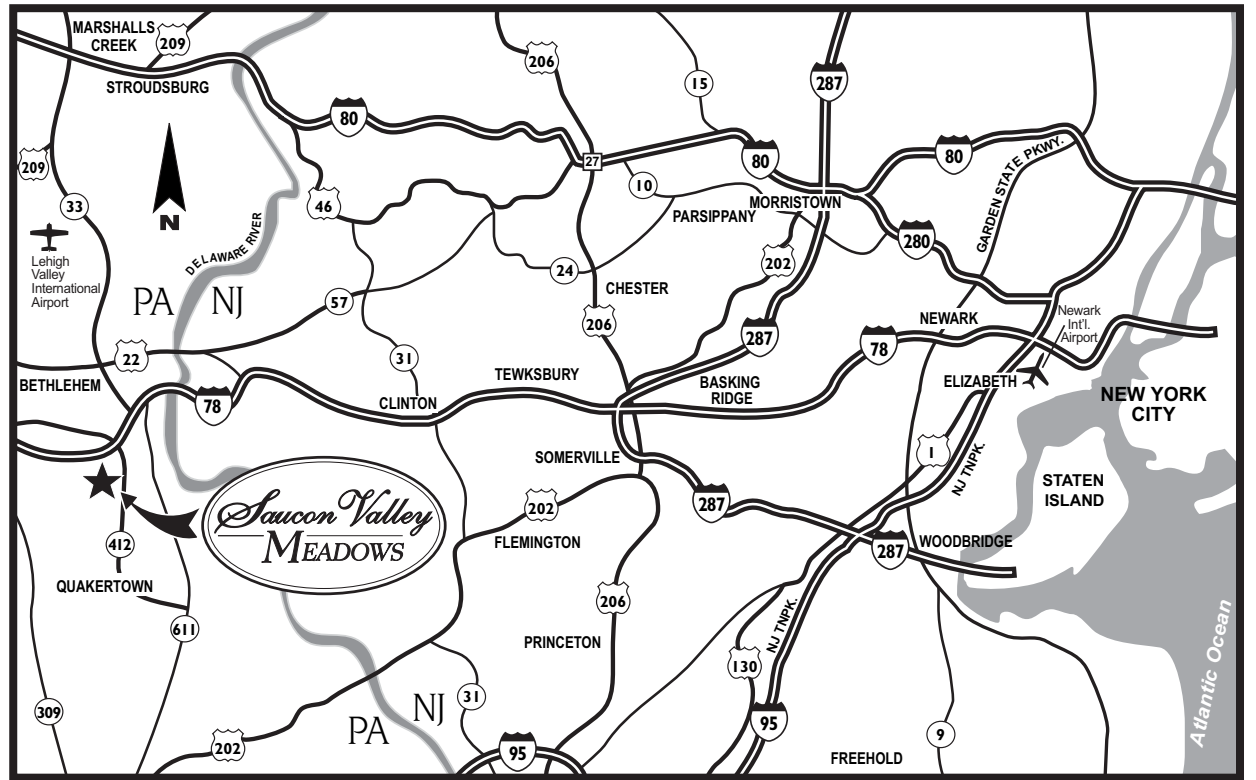 MARSHALLS
CREEK
209
STROUDSBURG
206
15
287
80
27
80
80
209
33
N
46
10
PARSIPPANY
MORRISTOWN
GARDEN STATE PKWY.
Lehigh
Valley
International
Airport
DELAWARE RIVER
PA
NJ
24
202
280
57
CHESTER
206
287
NEWARK
Newark
Int'l.
Airport
22
31
78
BETHLEHEM
78
CLINTON
TEWKSBURY
BASKING
RIDGE
ELIZABETH
NEW YORK
CITY
SOMERVILLE
1
NJ TNPK.
STATEN
ISLAND
Saucon Valley
MEADOWS
202
287
412
FLEMINGTON
287
WOODBRIDGE
QUAKERTOWN
206
611
PRINCETON
NJ TNPK.
130
31
NJ
PA
309
202
95
95
9
FREEHOLD
Atlantic Ocean